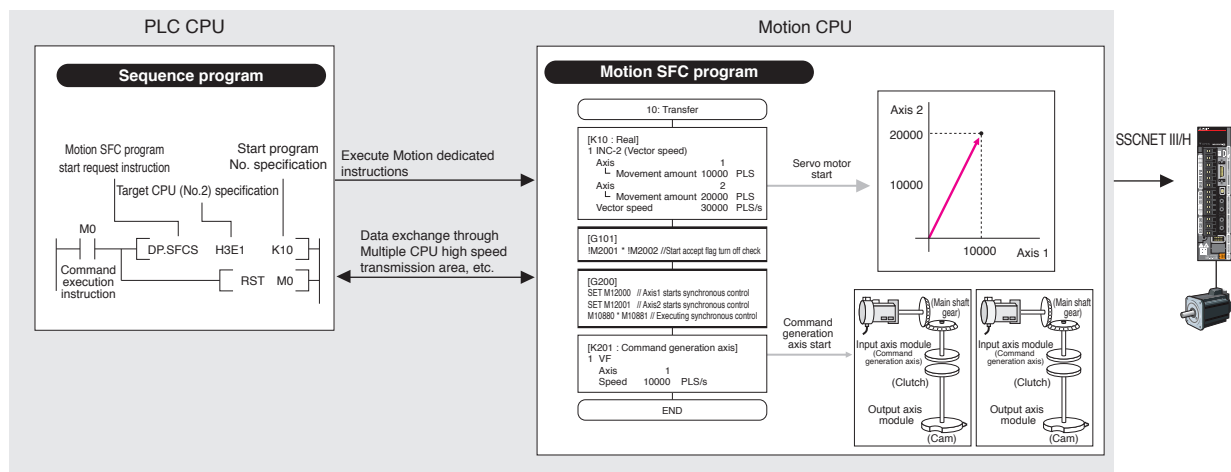 PLC CPU
Sequence program
Motion SFC program
start request instruction
Start program
No. specification
Target CPU (No.2) specification
M0
DP.SFCS H3E1 K10
Command
execution
instruction
RST M0
Execute Motion dedicated
instructions
Data exchange through
Multiple CPU high speed
transmission area, etc.
Motion CPU
Motion SFC program
10: Transfer
[K10 : Real]
1 INC-2 (Vector speed)
Axis 1
Movement amount 10000 PLS
Axis 2
Movement amount 20000 PLS
Vector speed 30000 PLS/s
[G101]
!M2001 * !M2002 //Start accept flag turn off check
[G200]
SET M12000 // Axis1 starts synchronous control
SET M12001 // Axis2 starts synchronous control
M10880 * M10881 // Executing synchronous control
[K201 : Command generation axis]
1 VF
Axis 1
Speed 10000 PLS/s
END
Servo motor
start
Axis 2
20000
10000
10000 Axis 1
Command
generation
axis start
(Main shaft
gear)
Input axis module
(Command
generation axis)
(Clutch)
Output axis
module
(Cam)
(Main shaft
gear)
Input axis module
(Command
generation axis)
(Clutch)
Output axis
module
(Cam)
SSCNET III/H